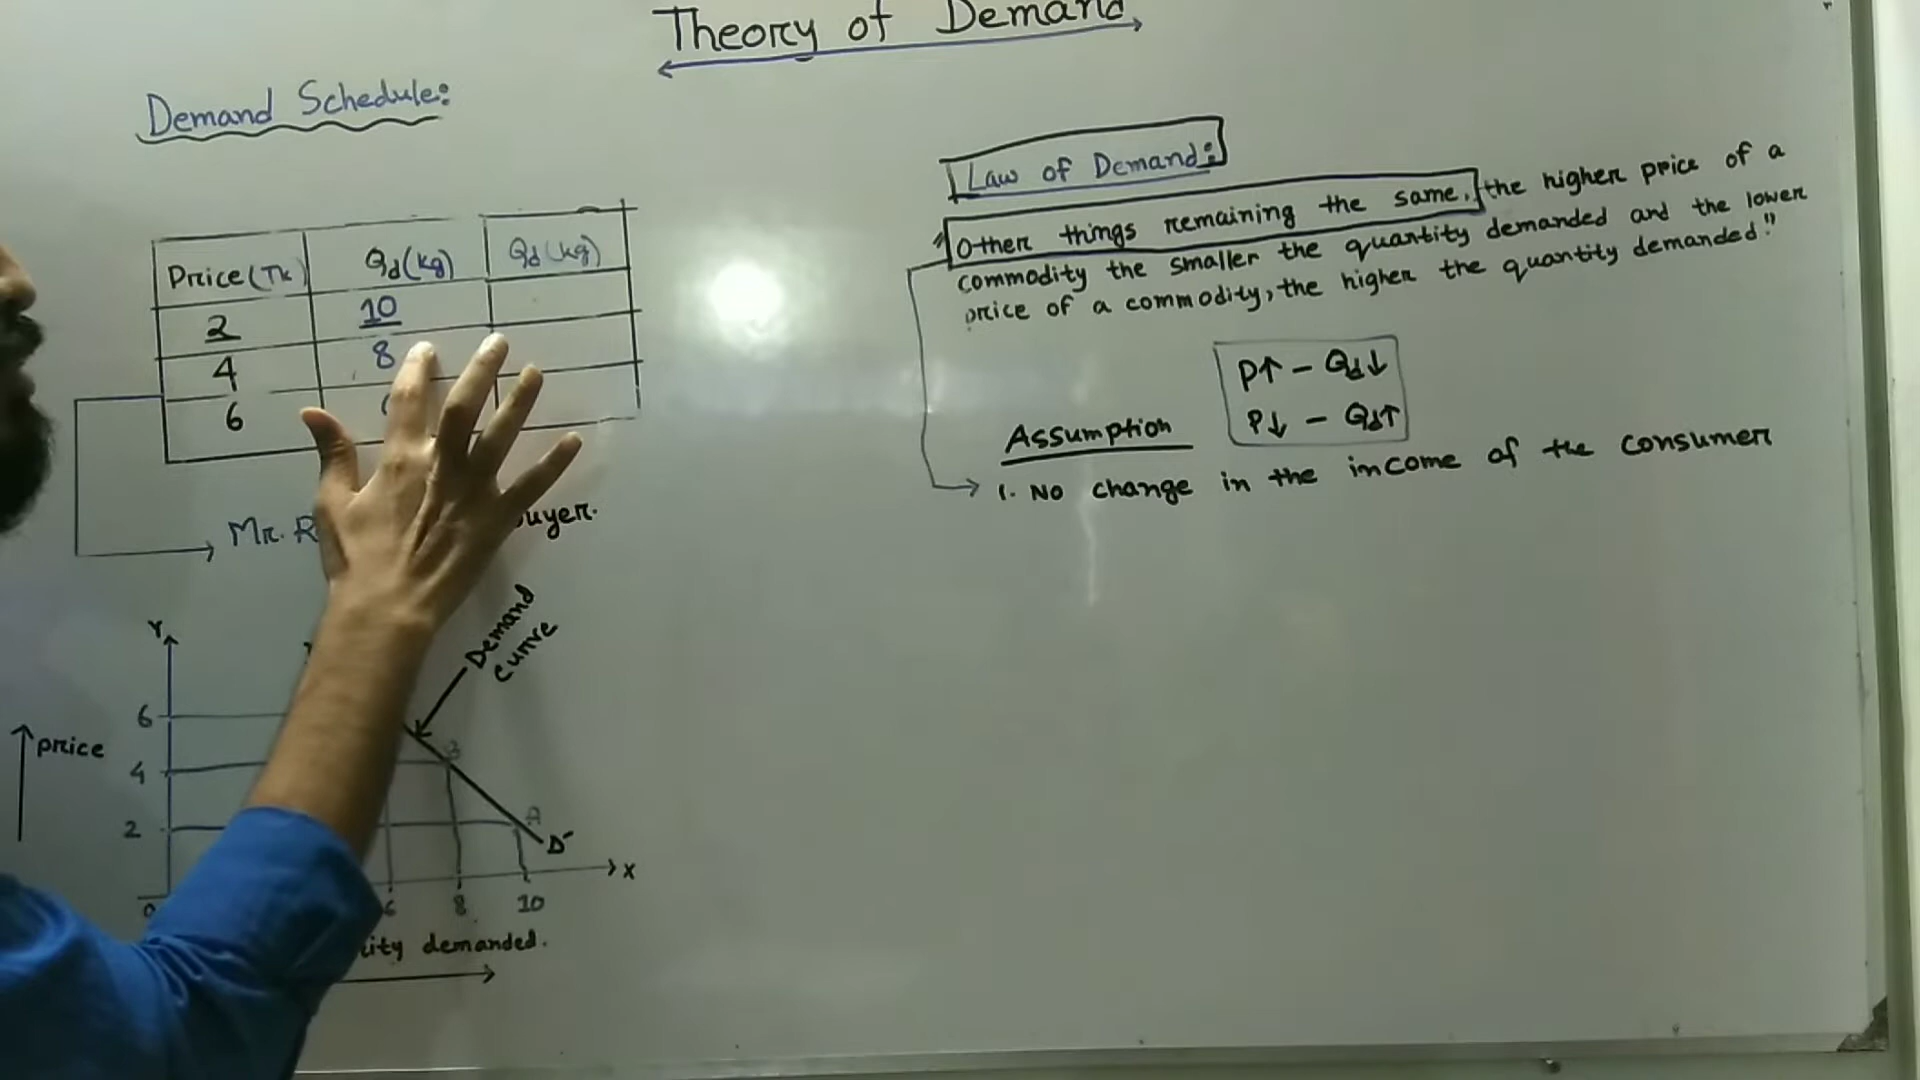 Theory of Demand
Demand Schedule:
Price (Tk) Qd (kg) Qd (kg)
2 10
4 8
6
Mr.
Demand
curve
Y
6
4
2
0
price
B
A
D'
X
6 8 10
demanded.
Law of Demand:
"Other things remaining the same, the higher price of a
commodity the smaller the quantity demanded and the lower
price of a commodity, the higher the quantity demanded."
P↑ – Qd↓
P↓ – Qd↑
Assumption
1. No change in the income of the consumer